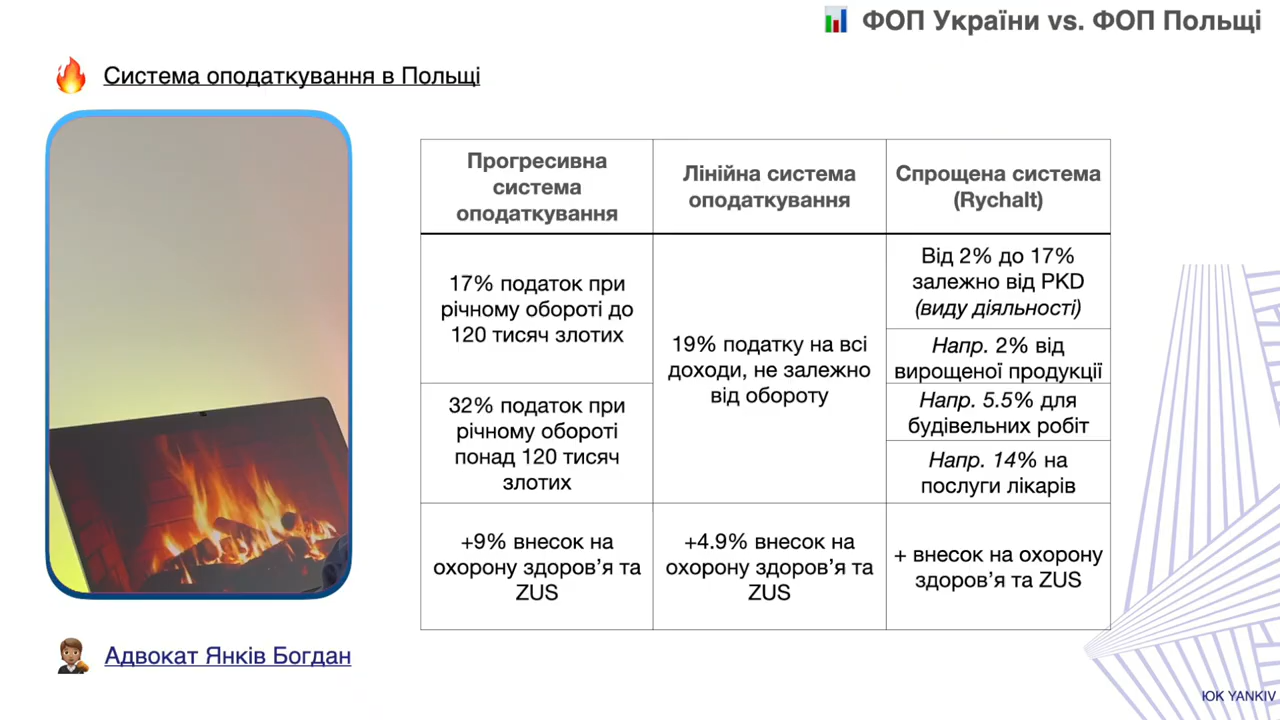 ФОП України vs. ФОП Польщі
Система оподаткування в Польщі
Прогресивна
система
оподаткування
Лінійна система
оподаткування
Спрощена система
(Rychalt)
17% податок при
річному обороті до
120 тисяч злотих
32% податок при
річному обороті
понад 120 тисяч
злотих
19% податку на всі
доходи, не залежно
від обороту
Від 2% до 17%
залежно від PKD
(виду діяльності)
Напр. 2% від
вирощеної продукції
Напр. 5.5% для
будівельних робіт
Напр. 14% на
послуги лікарів
+9% внесок на
охорону здоров’я та
ZUS
+4.9% внесок на
охорону здоров’я та
ZUS
+ внесок на охорону
здоров’я та ZUS
Адвокат Янків Богдан
ЮК YANKIV